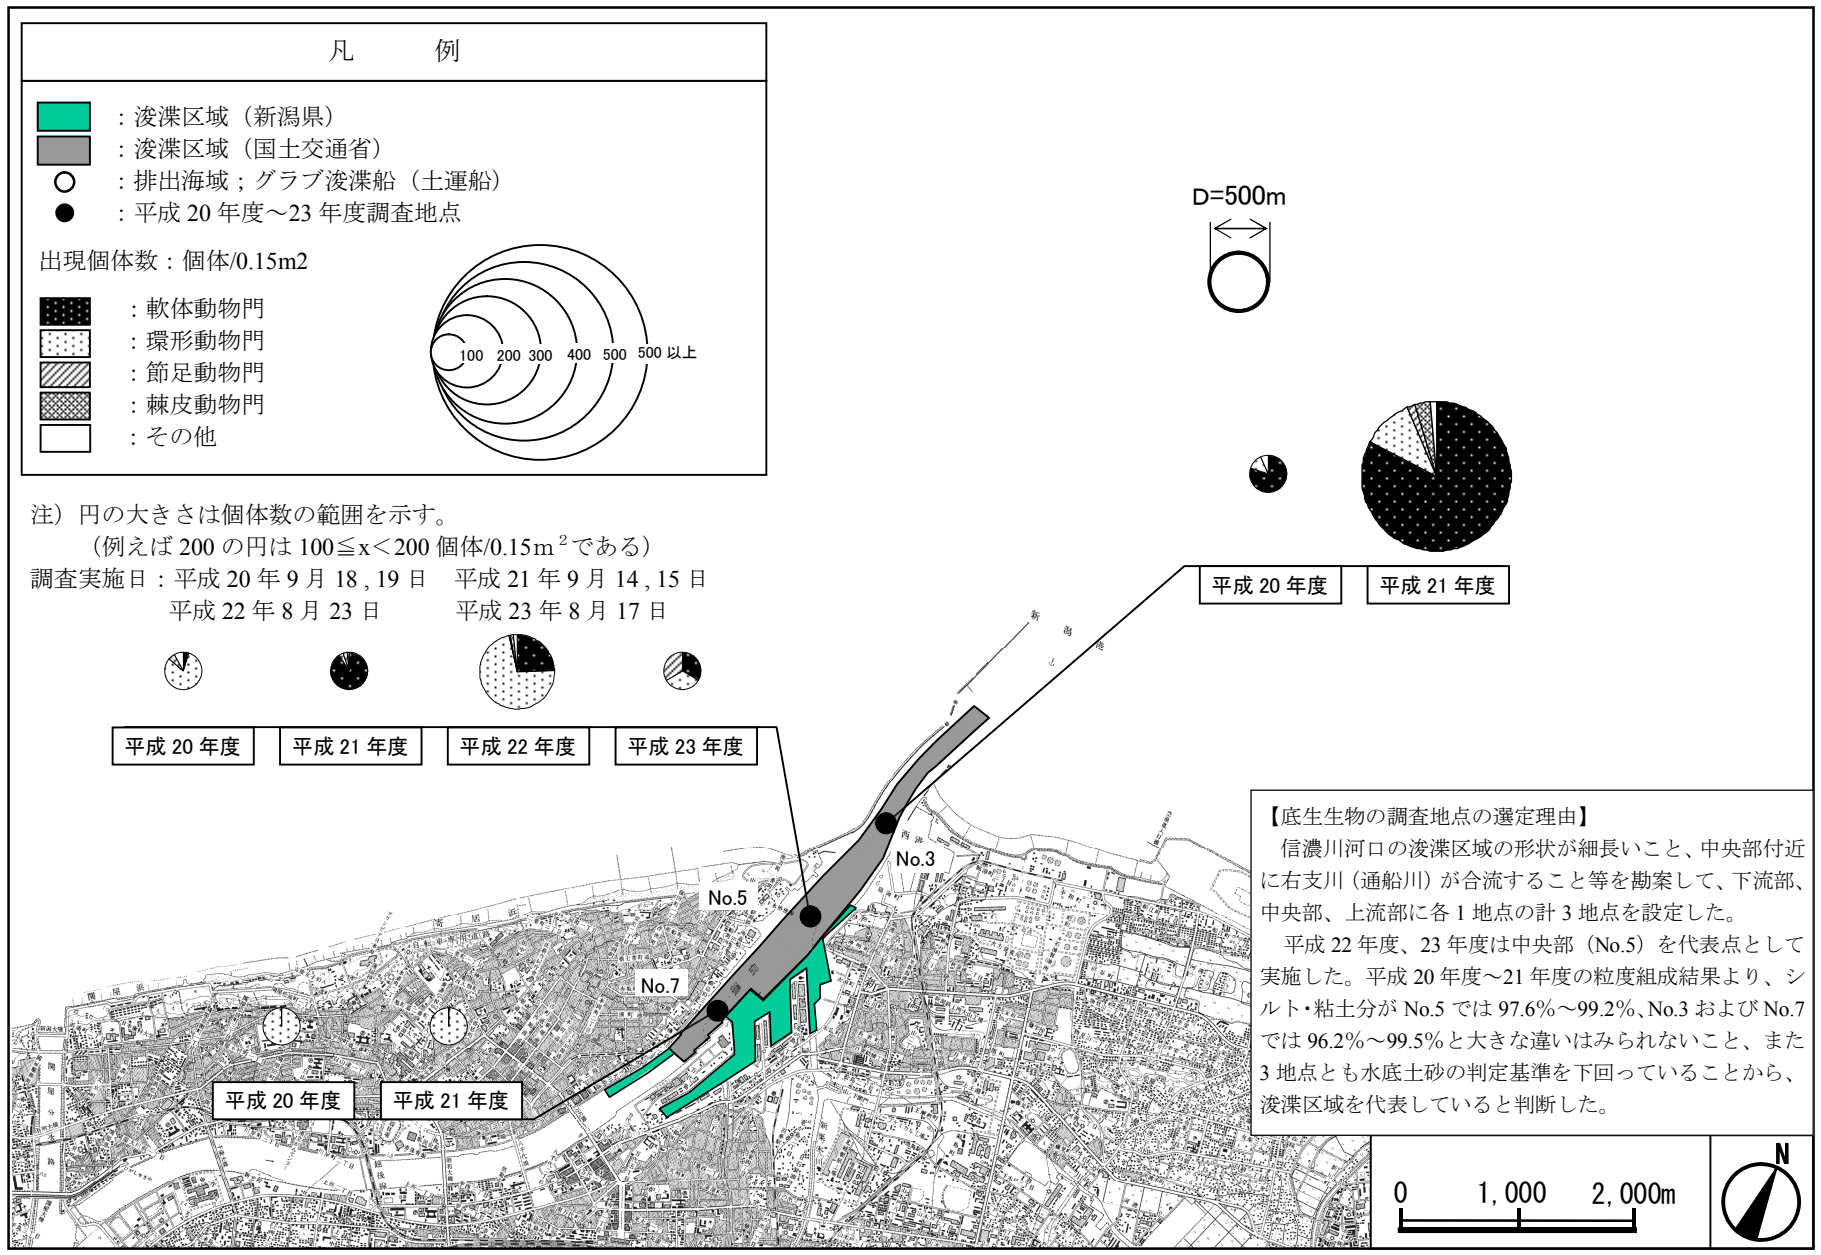 凡 例
：浚渫区域（新潟県）
：浚渫区域（国土交通省）
：排出海域；グラブ浚渫船（土運船）
：平成 20 年度～23 年度調査地点
出現個体数：個体/0.15m2
：軟体動物門
：環形動物門
：節足動物門
：棘皮動物門
：その他
100 200 300 400 500 500 以上
注）円の大きさは個体数の範囲を示す。
（例えば 200 の円は 100≦x＜200 個体/0.15m²である）
調査実施日：平成 20 年 9 月 18 , 19 日 平成 21 年 9 月 14 , 15 日
平成 22 年 8 月 23 日 平成 23 年 8 月 17 日
平成 20 年度 平成 21 年度 平成 22 年度 平成 23 年度
D=500m
平成 20 年度 平成 21 年度
新潟港
西港
No.3
No.5
No.7
寄居浜
関屋浜
関屋分水路
信濃
平成 20 年度 平成 21 年度
【底生生物の調査地点の選定理由】
信濃川河口の浚渫区域の形状が細長いこと、中央部付近
に右支川（通船川）が合流すること等を勘案して、下流部、
中央部、上流部に各 1 地点の計 3 地点を設定した。
平成 22 年度、23 年度は中央部（No.5）を代表点として
実施した。平成 20 年度～21 年度の粒度組成結果より、シ
ルト・粘土分が No.5 では 97.6％～99.2％、No.3 および No.7
では 96.2％～99.5％と大きな違いはみられないこと、また
3 地点とも水底土砂の判定基準を下回っていることから、
浚渫区域を代表していると判断した。
0 1,000 2,000m
N